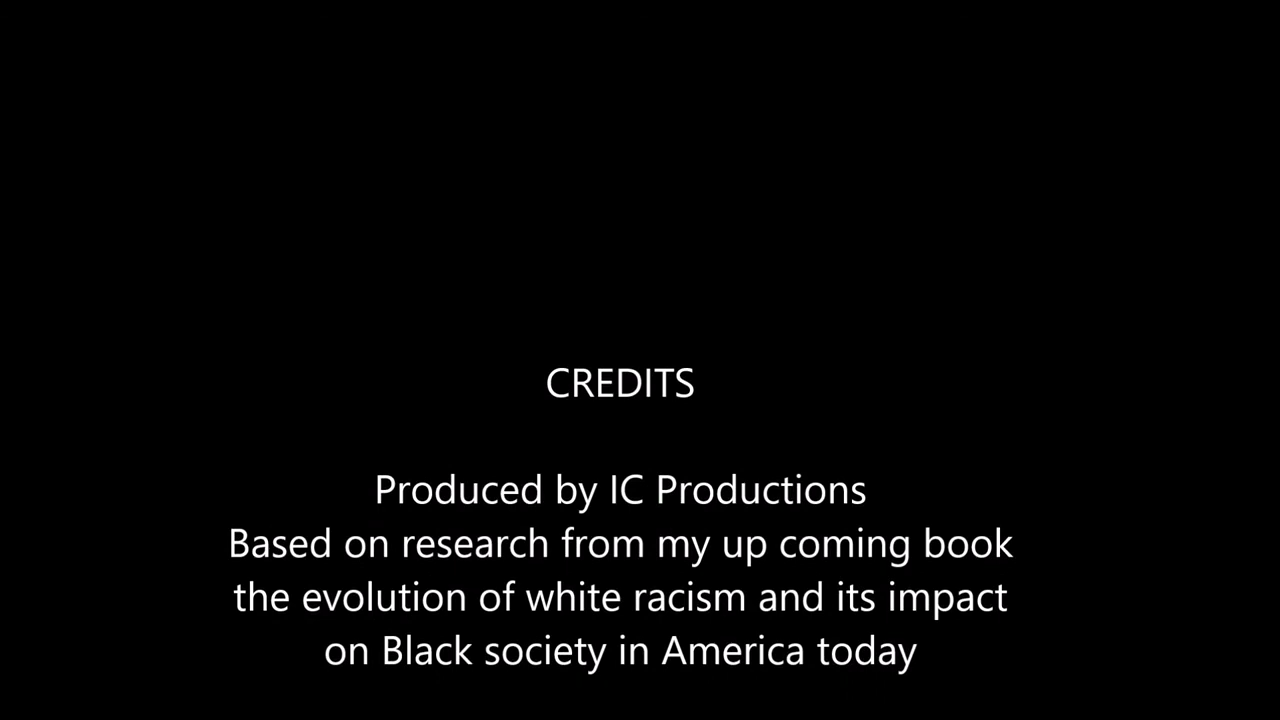 CREDITS
Produced by IC Productions
Based on research from my up coming book
the evolution of white racism and its impact
on Black society in America today